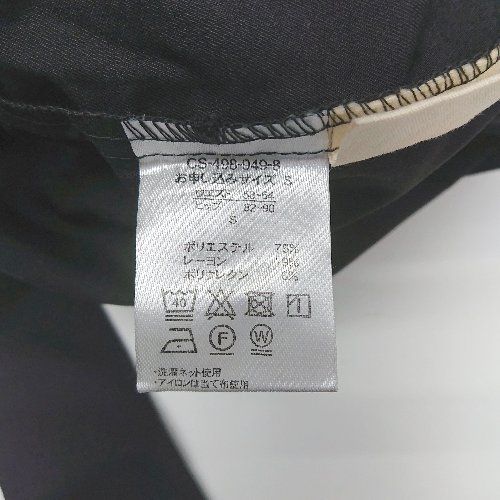 CS-498-049-8
お申し込みサイズ S
ウエスト 58-64
ヒップ 82-90
S
ポリエステル 75%
レーヨン 19%
ポリウレタン 6%
40
F W
・洗濯ネット使用
・アイロンは当て布使用